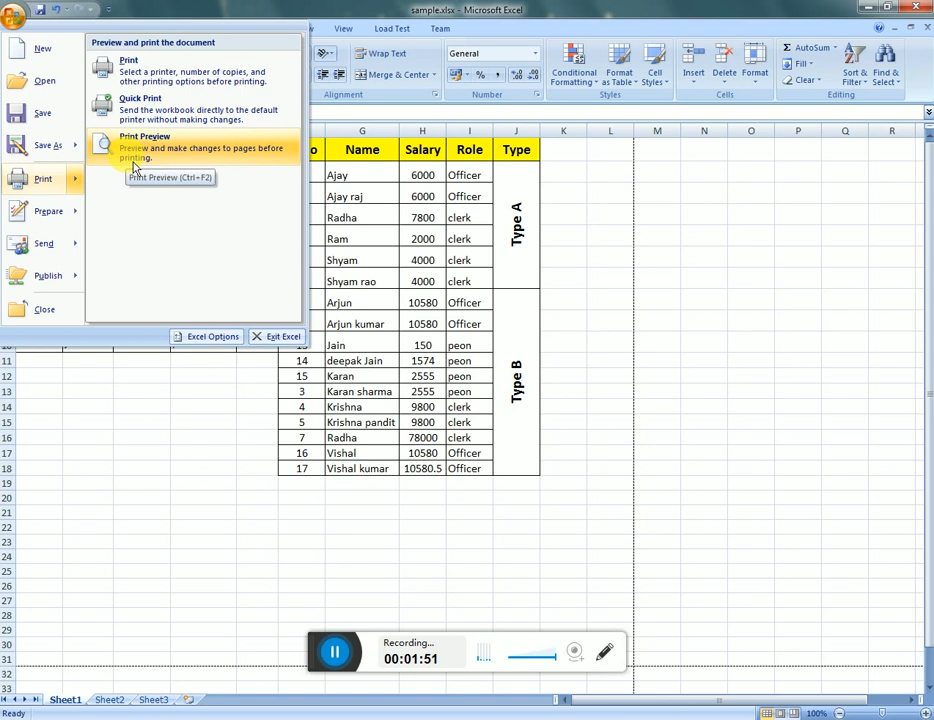 sample.xlsx - Microsoft Excel
View Load Test Team
Preview and print the document
New
Open
Save
Save As
Print
Prepare
Send
Publish
Close
Print
Select a printer, number of copies, and
other printing options before printing.
Quick Print
Send the workbook directly to the default
printer without making changes.
Print Preview
Preview and make changes to pages before
printing.
Print Preview (Ctrl+F2)
Excel Options Exit Excel
Wrap Text
Merge & Center
Alignment
General
% ,
Number
Conditional Formatting
Format as Table
Cell Styles
Styles
Insert Delete Format
Cells
Σ AutoSum
Fill
Clear
Sort & Filter
Find & Select
Editing
G H I J K L M N O P Q R
o Name Salary Role Type
Ajay 6000 Officer
Ajay raj 6000 Officer
Radha 7800 clerk
Ram 2000 clerk
Shyam 4000 clerk
Shyam rao 4000 clerk
Type A
Arjun 10580 Officer
Arjun kumar 10580 Officer
Jain 150 peon
11 14 deepak Jain 1574 peon
12 15 Karan 2555 peon
13 3 Karan sharma 2555 peon
14 4 Krishna 9800 clerk
15 5 Krishna pandit 9800 clerk
16 7 Radha 78000 clerk
17 16 Vishal 10580 Officer
18 17 Vishal kumar 10580.5 Officer
Type B
19
20
21
22
23
24
25
26
27
28
29
30
31
32
33
Recording...
00:01:51
Sheet1 Sheet2 Sheet3
Ready
100%